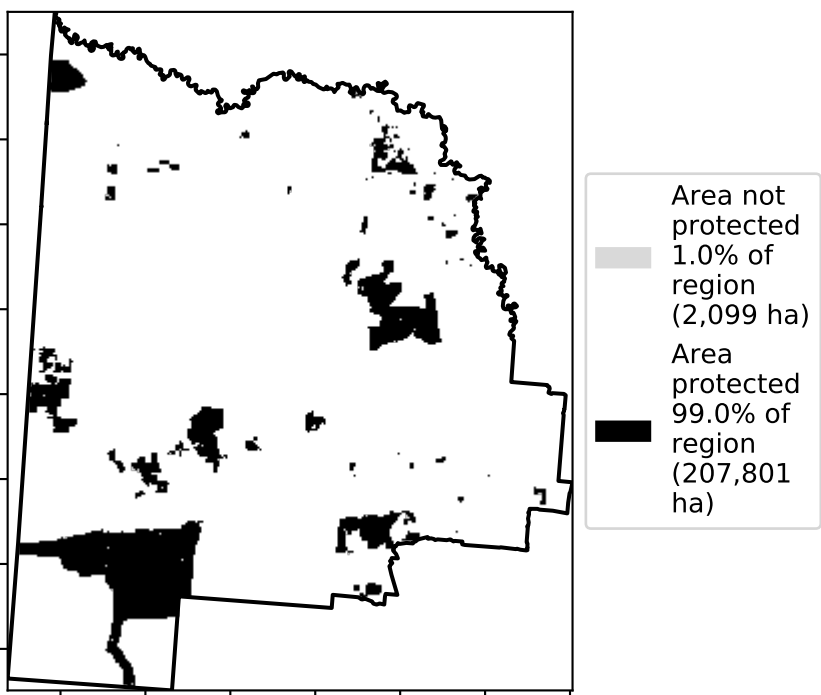 Area not
protected
1.0% of
region
(2,099 ha)
Area
protected
99.0% of
region
(207,801
ha)